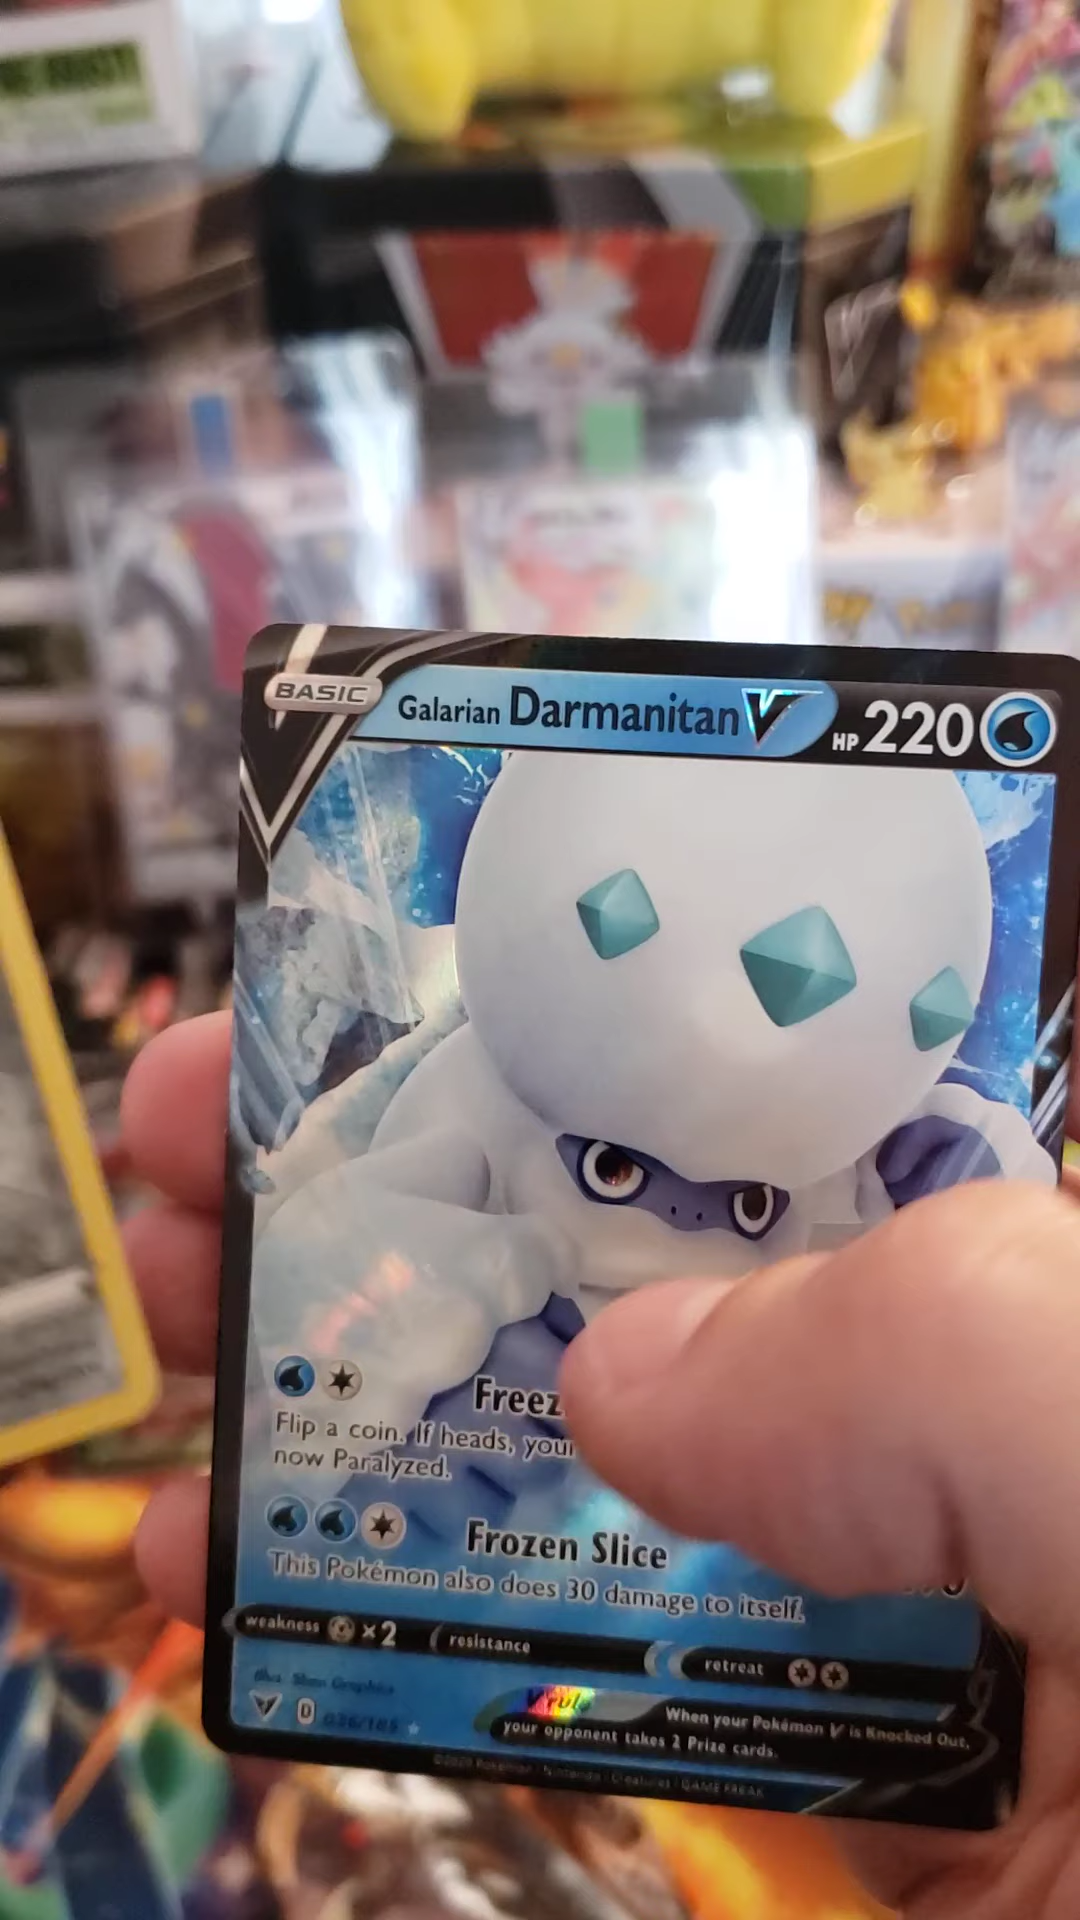 BASIC
Galarian Darmanitan V HP 220
Freez
Flip a coin. If heads, your
now Paralyzed.
Frozen Slice
This Pokémon also does 30 damage to itself.
weakness ×2 resistance retreat
Illus. Shin Graphics
D 036/185
V rule When your Pokémon V is Knocked Out,
your opponent takes 2 Prize cards.
©2020 Pokémon / Nintendo / Creatures / GAME FREAK